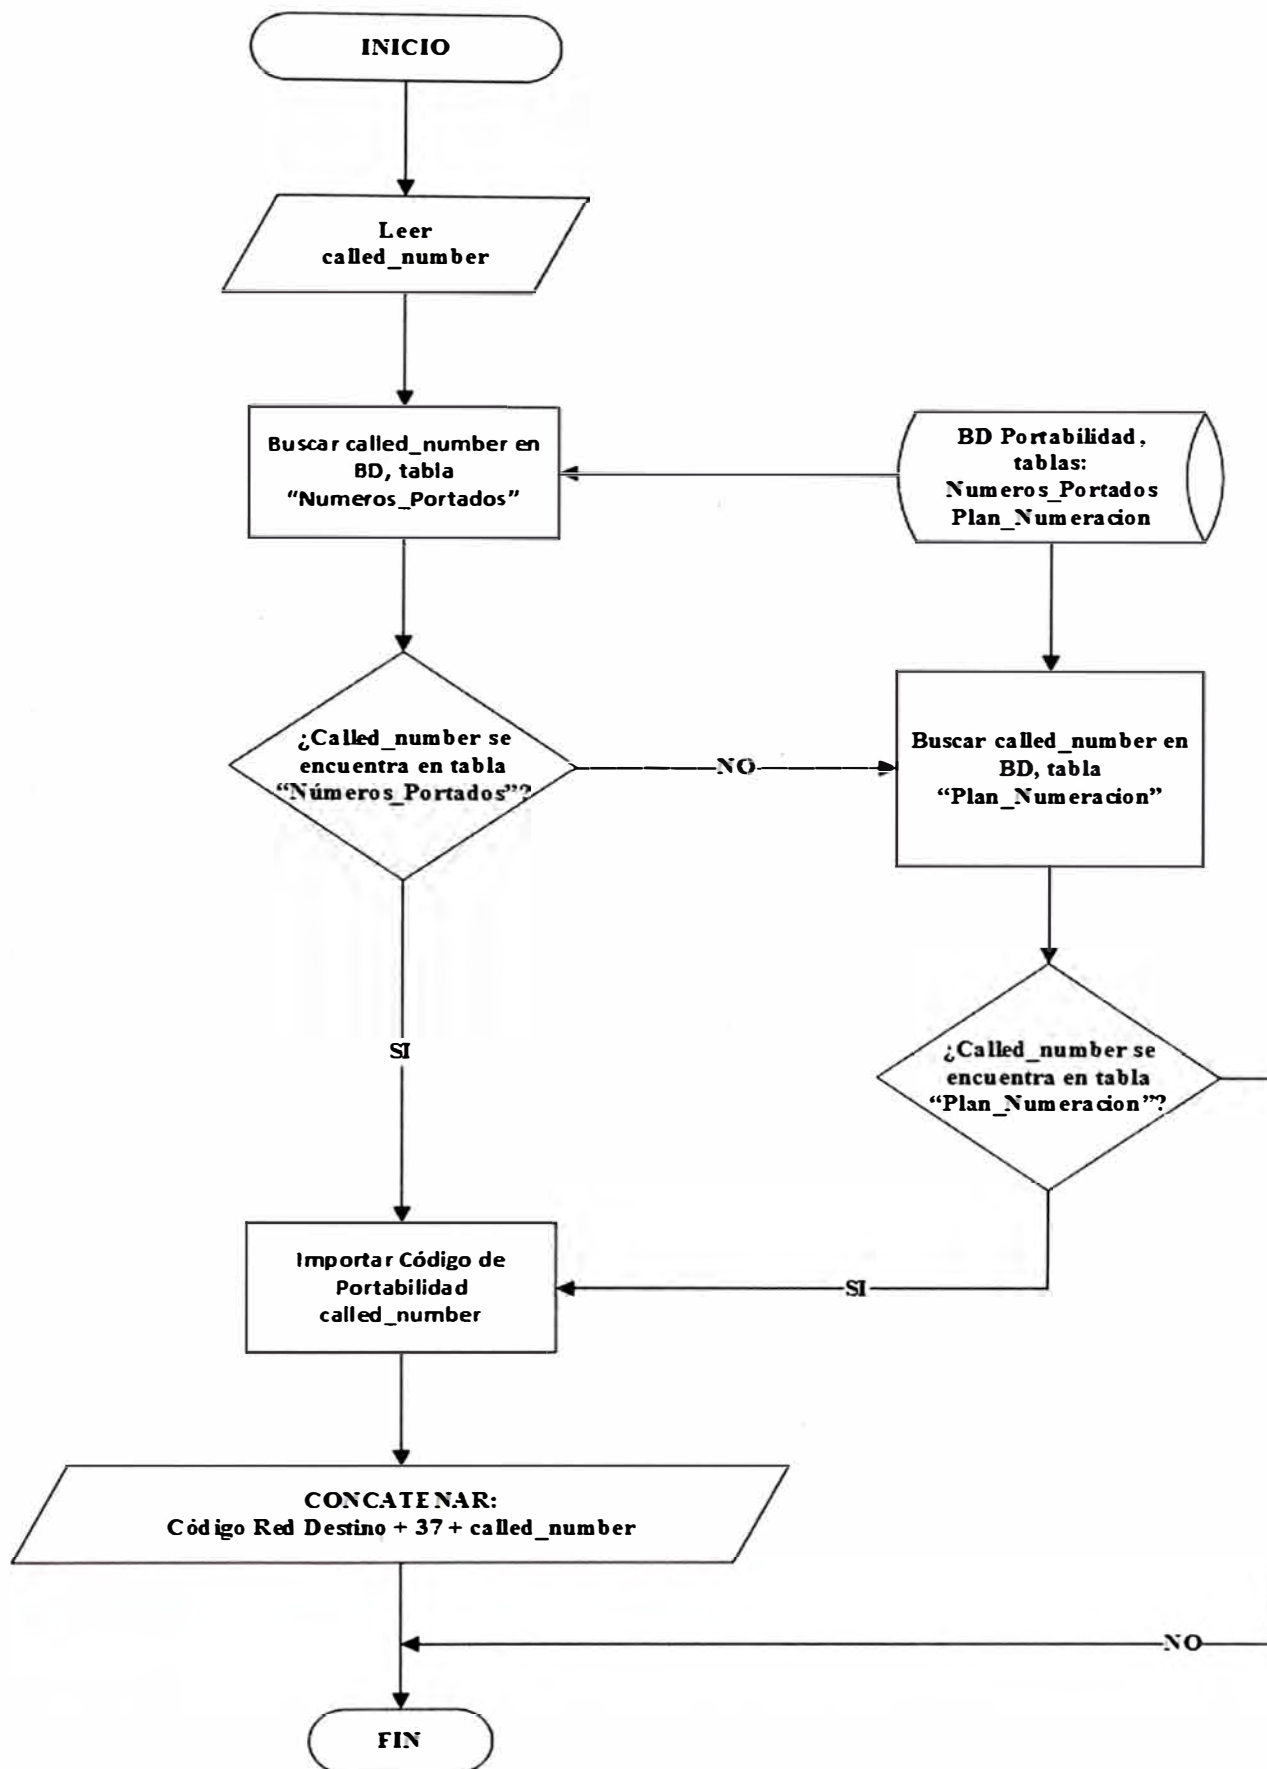 INICIO
Leer
called_number
Buscar called_number en
BD, tabla
“Numeros_Portados”
BD Portabilidad,
tablas:
Numeros_Portados
Plan_Numeracion
¿Called_number se
encuentra en tabla
“Números_Portados”?
NO
Buscar called_number en
BD, tabla
“Plan_Numeracion”
SI
¿Called_number se
encuentra en tabla
“Plan_Numeracion”?
Importar Código de
Portabilidad
called_number
SI
CONCATENAR:
Código Red Destino + 37 + called_number
NO
FIN